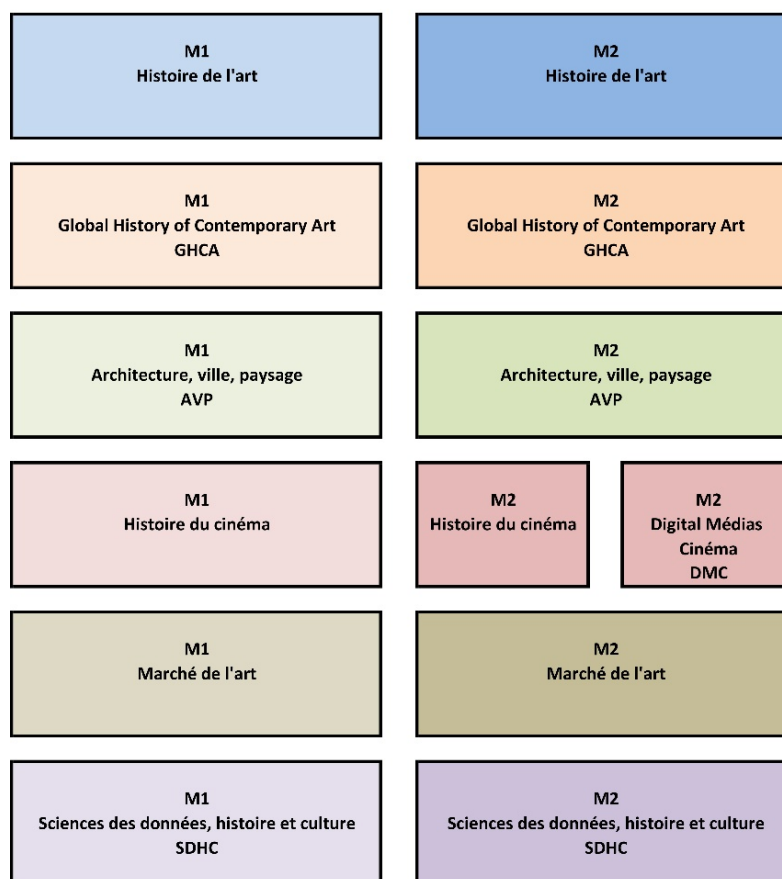 M1
Histoire de l'art
M2
Histoire de l'art
M1
Global History of Contemporary Art
GHCA
M2
Global History of Contemporary Art
GHCA
M1
Architecture, ville, paysage
AVP
M2
Architecture, ville, paysage
AVP
M1
Histoire du cinéma
M2
Histoire du cinéma
M2
Digital Médias
Cinéma
DMC
M1
Marché de l'art
M2
Marché de l'art
M1
Sciences des données, histoire et culture
SDHC
M2
Sciences des données, histoire et culture
SDHC